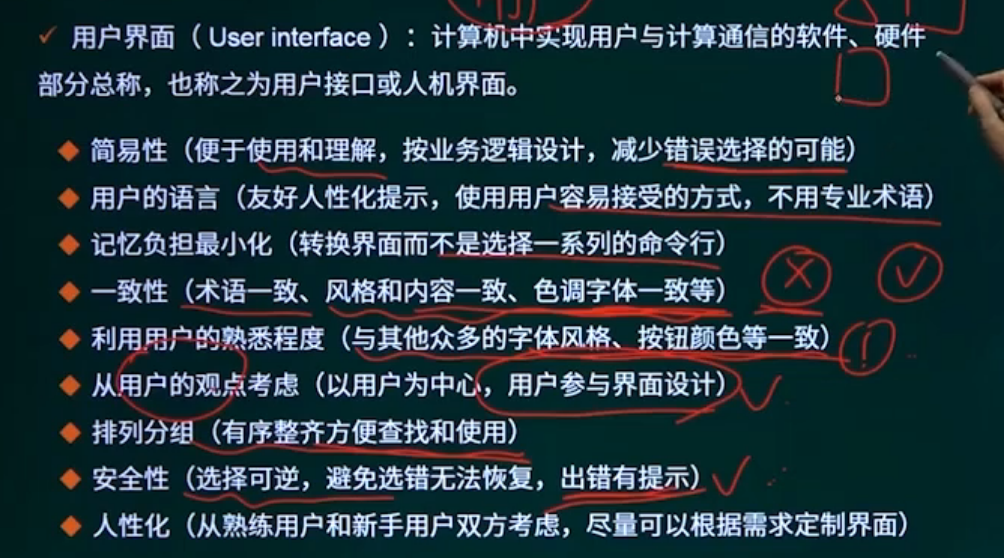 ✓ 用户界面（User interface）：计算机中实现用户与计算通信的软件、硬件
部分总称，也称之为用户接口或人机界面。
◆ 简易性（便于使用和理解，按业务逻辑设计，减少错误选择的可能）
◆ 用户的语言（友好人性化提示，使用用户容易接受的方式，不用专业术语）
◆ 记忆负担最小化（转换界面而不是选择一系列的命令行）
◆ 一致性（术语一致、风格和内容一致、色调字体一致等）
◆ 利用用户的熟悉程度（与其他众多的字体风格、按钮颜色等一致）
◆ 从用户的观点考虑（以用户为中心，用户参与界面设计）
◆ 排列分组（有序整齐方便查找和使用）
◆ 安全性（选择可逆，避免选错无法恢复，出错有提示）
◆ 人性化（从熟练用户和新手用户双方考虑，尽量可以根据需求定制界面）